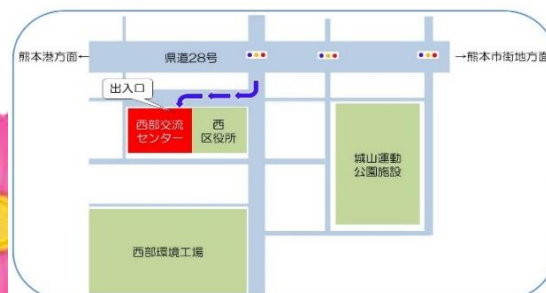 熊本港方面←
県道28号
→熊本市街地方面
出入口
西部交流
センター
西
区役所
城山運動
公園施設
西部環境工場